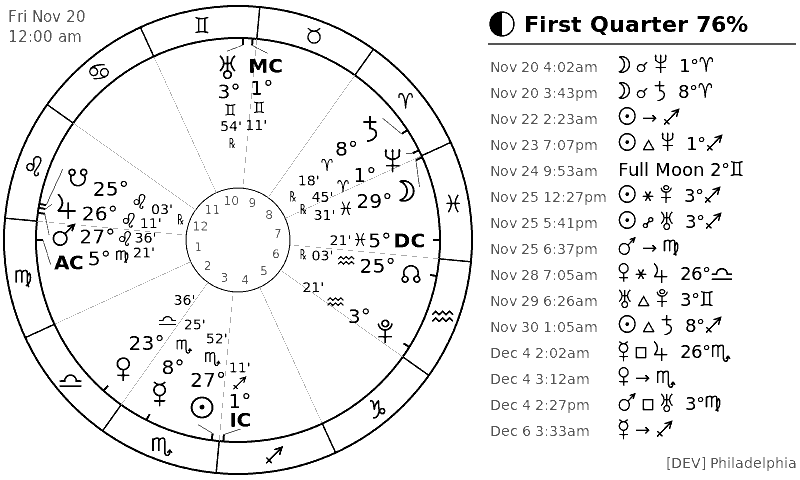 Fri Nov 20
12:00 am
First Quarter 76%
Nov 20 4:02am ☽ ☌ ♆ 1°♈
Nov 20 3:43pm ☽ ☌ ♄ 8°♈
Nov 22 2:23am ☉ → ♐
Nov 23 7:07pm ☉ △ ♆ 1°♐
Nov 24 9:53am Full Moon 2°♊
Nov 25 12:27pm ☉ ⚹ ⯓ 3°♐
Nov 25 5:41pm ☉ ☍ ♅ 3°♐
Nov 25 6:37pm ♂ → ♍
Nov 28 7:05am ♀ ⚹ ♃ 26°♎
Nov 29 6:26am ♅ △ ⯓ 3°♊
Nov 30 1:05am ☉ △ ♄ 8°♐
Dec 4 2:02am ☿ □ ♃ 26°♏
Dec 4 3:12am ♀ → ♏
Dec 4 2:27pm ♂ □ ♅ 3°♍
Dec 6 3:33am ☿ → ♐
[DEV] Philadelphia
♊
♉
♈
♓
♒
♑
♐
♏
♎
♍
♌
♋
♅ 3° ♊ 54' ℞
MC 1° ♊ 11'
♄ 8° ♈ 18' ℞
♆ 1° ♈ 45' ℞
☽ 29° ♓ 31'
DC 5° ♓ 21'
☊ 25° ♒ 03' ℞
⯓ 3° ♒ 21'
IC 1° ♐ 11'
☉ 27° ♏ 52'
☿ 8° ♏ 25'
♀ 23° ♎ 36'
AC 5° ♍ 21'
♂ 27° ♌ 36'
♃ 26° ♌ 11'
☋ 25° ♌ 03' ℞
1
2
3
4
5
6
7
8
9
10
11
12